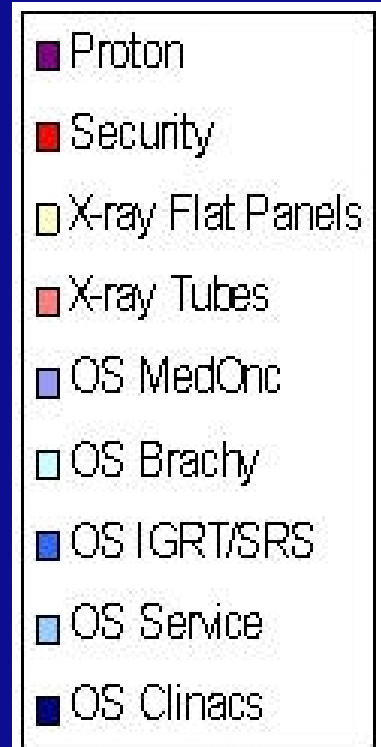 Proton
Security
X-ray Flat Panels
X-ray Tubes
OS MedOnc
OS Brachy
OS IGRT/SRS
OS Service
OS Clinacs